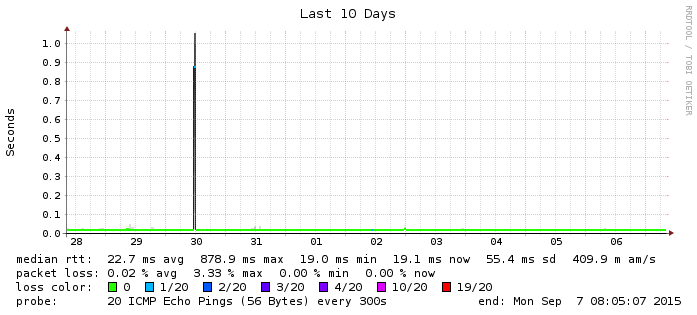 Last 10 Days
RRDTOOL / TOBI OETIKER
Seconds
1.0
0.9
0.8
0.7
0.6
0.5
0.4
0.3
0.2
0.1
0.0
28 29 30 31 01 02 03 04 05 06
median rtt: 22.7 ms avg 878.9 ms max 19.0 ms min 19.1 ms now 55.4 ms sd 409.9 m am/s
packet loss: 0.02 % avg 3.33 % max 0.00 % min 0.00 % now
loss color: 0 1/20 2/20 3/20 4/20 10/20 19/20
probe: 20 ICMP Echo Pings (56 Bytes) every 300s end: Mon Sep 7 08:05:07 2015